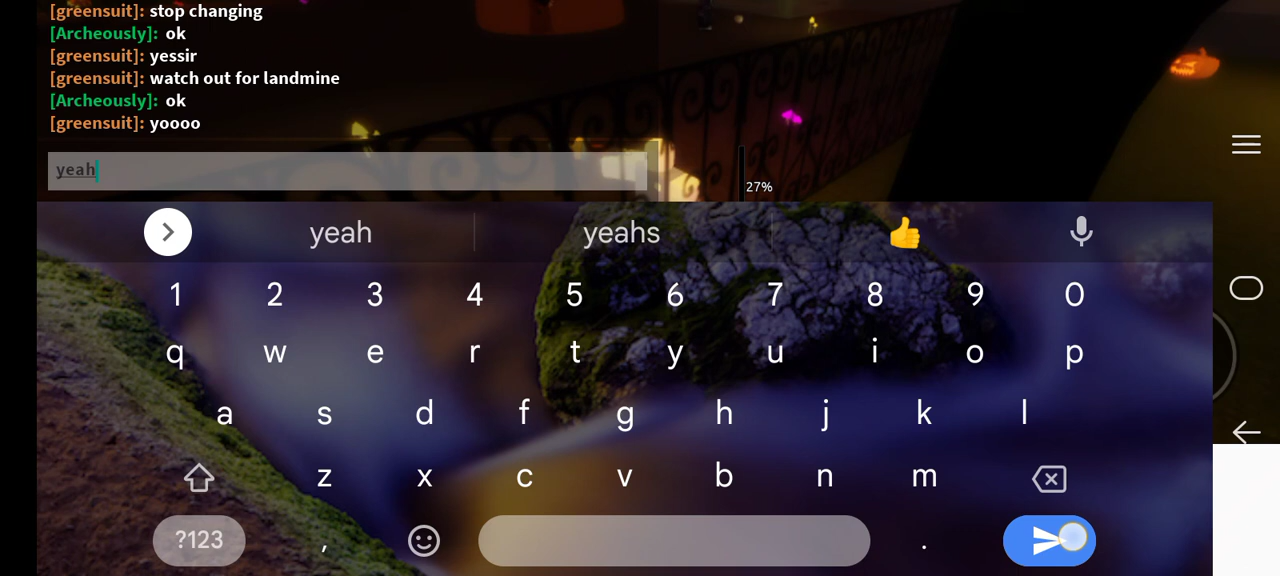 [greensuit]: stop changing
[Archeously]: ok
[greensuit]: yessir
[greensuit]: watch out for landmine
[Archeously]: ok
[greensuit]: yoooo
yeah
27%
yeah yeahs 👍
1 2 3 4 5 6 7 8 9 0
q w e r t y u i o p
a s d f g h j k l
z x c v b n m
?123 , .